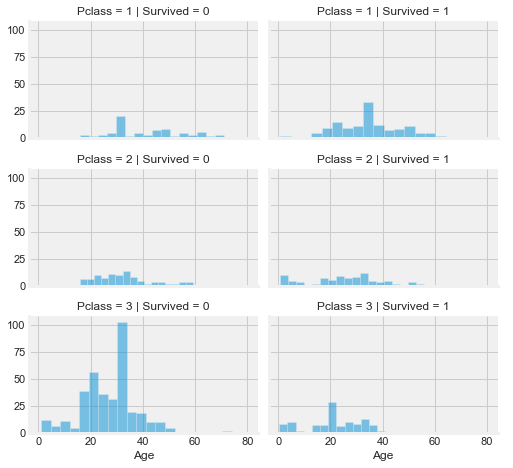 Pclass = 1 | Survived = 0
Pclass = 1 | Survived = 1
100
75
50
25
0
Pclass = 2 | Survived = 0
Pclass = 2 | Survived = 1
100
75
50
25
0
Pclass = 3 | Survived = 0
Pclass = 3 | Survived = 1
100
75
50
25
0
0 20 40 60 80
0 20 40 60 80
Age
Age